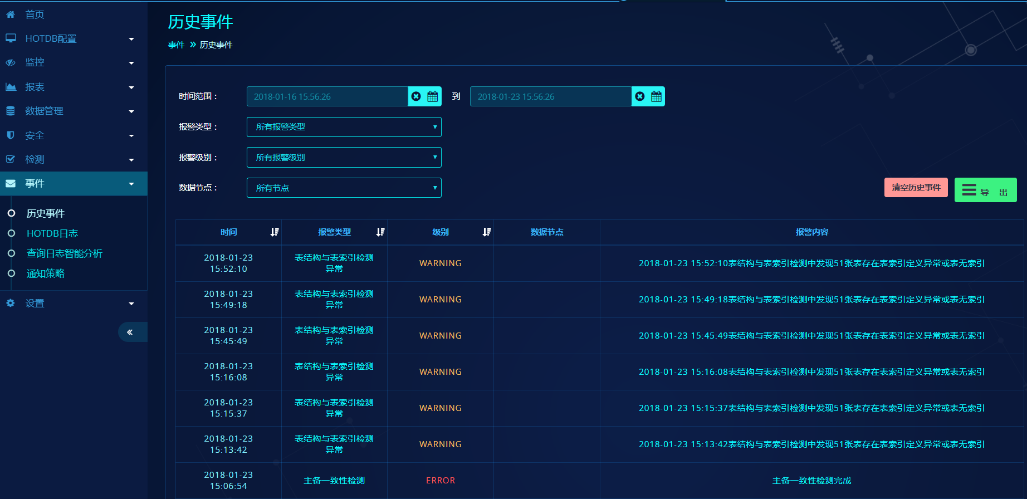 首页
HOTDB配置
监控
报表
数据管理
安全
检测
事件
历史事件
HOTDB日志
查询日志智能分析
通知策略
设置
历史事件
事件 » 历史事件
时间范围： 2018-01-16 15:56:26 到 2018-01-23 15:56:26
报警类型： 所有报警类型
报警级别： 所有报警级别
数据节点： 所有节点
清空历史事件 导 出
时间 报警类型 级别 数据节点 报警内容
2018-01-23 15:52:10 表结构与表索引检测异常 WARNING 2018-01-23 15:52:10表结构与表索引检测中发现51张表存在表索引定义异常或表无索引
2018-01-23 15:49:18 表结构与表索引检测异常 WARNING 2018-01-23 15:49:18表结构与表索引检测中发现51张表存在表索引定义异常或表无索引
2018-01-23 15:45:49 表结构与表索引检测异常 WARNING 2018-01-23 15:45:49表结构与表索引检测中发现51张表存在表索引定义异常或表无索引
2018-01-23 15:16:08 表结构与表索引检测异常 WARNING 2018-01-23 15:16:08表结构与表索引检测中发现51张表存在表索引定义异常或表无索引
2018-01-23 15:15:37 表结构与表索引检测异常 WARNING 2018-01-23 15:15:37表结构与表索引检测中发现51张表存在表索引定义异常或表无索引
2018-01-23 15:13:42 表结构与表索引检测异常 WARNING 2018-01-23 15:13:42表结构与表索引检测中发现51张表存在表索引定义异常或表无索引
2018-01-23 15:06:54 主备一致性检测 ERROR 主备一致性检测完成